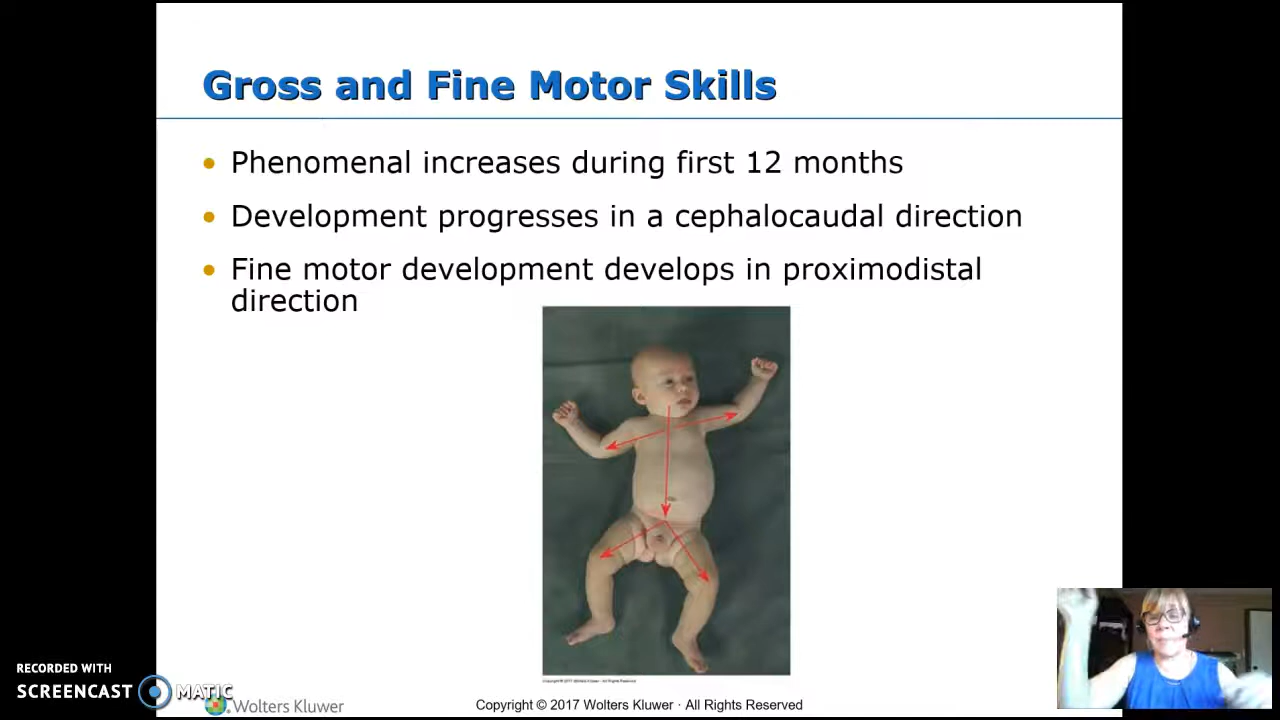 Gross and Fine Motor Skills
Phenomenal increases during first 12 months
Development progresses in a cephalocaudal direction
Fine motor development develops in proximodistal
direction
RECORDED WITH
SCREENCAST MATIC
Wolters Kluwer
Copyright © 2017 Wolters Kluwer · All Rights Reserved